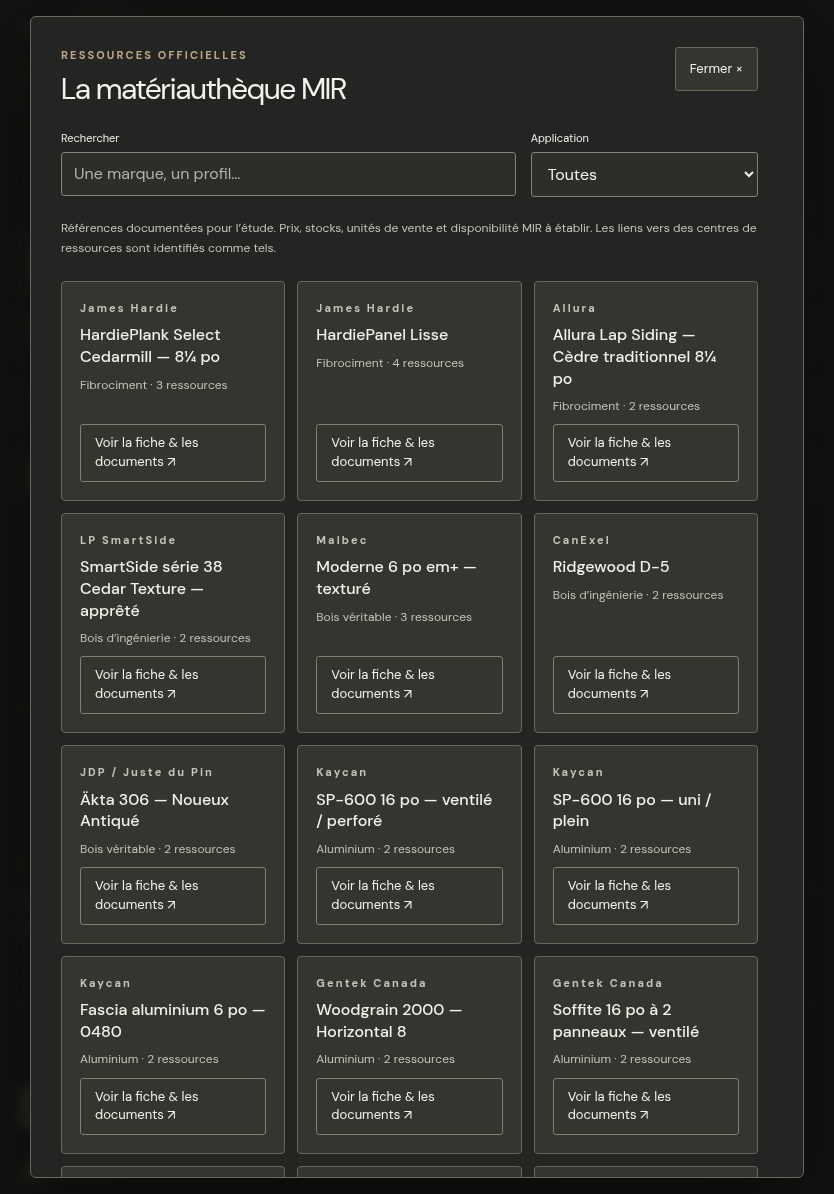 RESSOURCES OFFICIELLES
La matériauthèque MIR
Fermer ×
Rechercher
Application
Une marque, un profil…
Toutes
Références documentées pour l’étude. Prix, stocks, unités de vente et disponibilité MIR à établir. Les liens vers des centres de
ressources sont identifiés comme tels.
James Hardie
HardiePlank Select
Cedarmill — 8¼ po
Fibrociment · 3 ressources
Voir la fiche & les
documents ↗
James Hardie
HardiePanel Lisse
Fibrociment · 4 ressources
Voir la fiche & les
documents ↗
Allura
Allura Lap Siding —
Cèdre traditionnel 8¼
po
Fibrociment · 2 ressources
Voir la fiche & les
documents ↗
LP SmartSide
SmartSide série 38
Cedar Texture —
apprêté
Bois d’ingénierie · 2 ressources
Voir la fiche & les
documents ↗
Maibec
Moderne 6 po em+ —
texturé
Bois véritable · 3 ressources
Voir la fiche & les
documents ↗
CanExel
Ridgewood D-5
Bois d’ingénierie · 2 ressources
Voir la fiche & les
documents ↗
JDP / Juste du Pin
Äkta 306 — Noueux
Antiqué
Bois véritable · 2 ressources
Voir la fiche & les
documents ↗
Kaycan
SP-600 16 po — ventilé
/ perforé
Aluminium · 2 ressources
Voir la fiche & les
documents ↗
Kaycan
SP-600 16 po — uni /
plein
Aluminium · 2 ressources
Voir la fiche & les
documents ↗
Kaycan
Fascia aluminium 6 po —
0480
Aluminium · 2 ressources
Voir la fiche & les
documents ↗
Gentek Canada
Woodgrain 2000 —
Horizontal 8
Aluminium · 2 ressources
Voir la fiche & les
documents ↗
Gentek Canada
Soffite 16 po à 2
panneaux — ventilé
Aluminium · 2 ressources
Voir la fiche & les
documents ↗